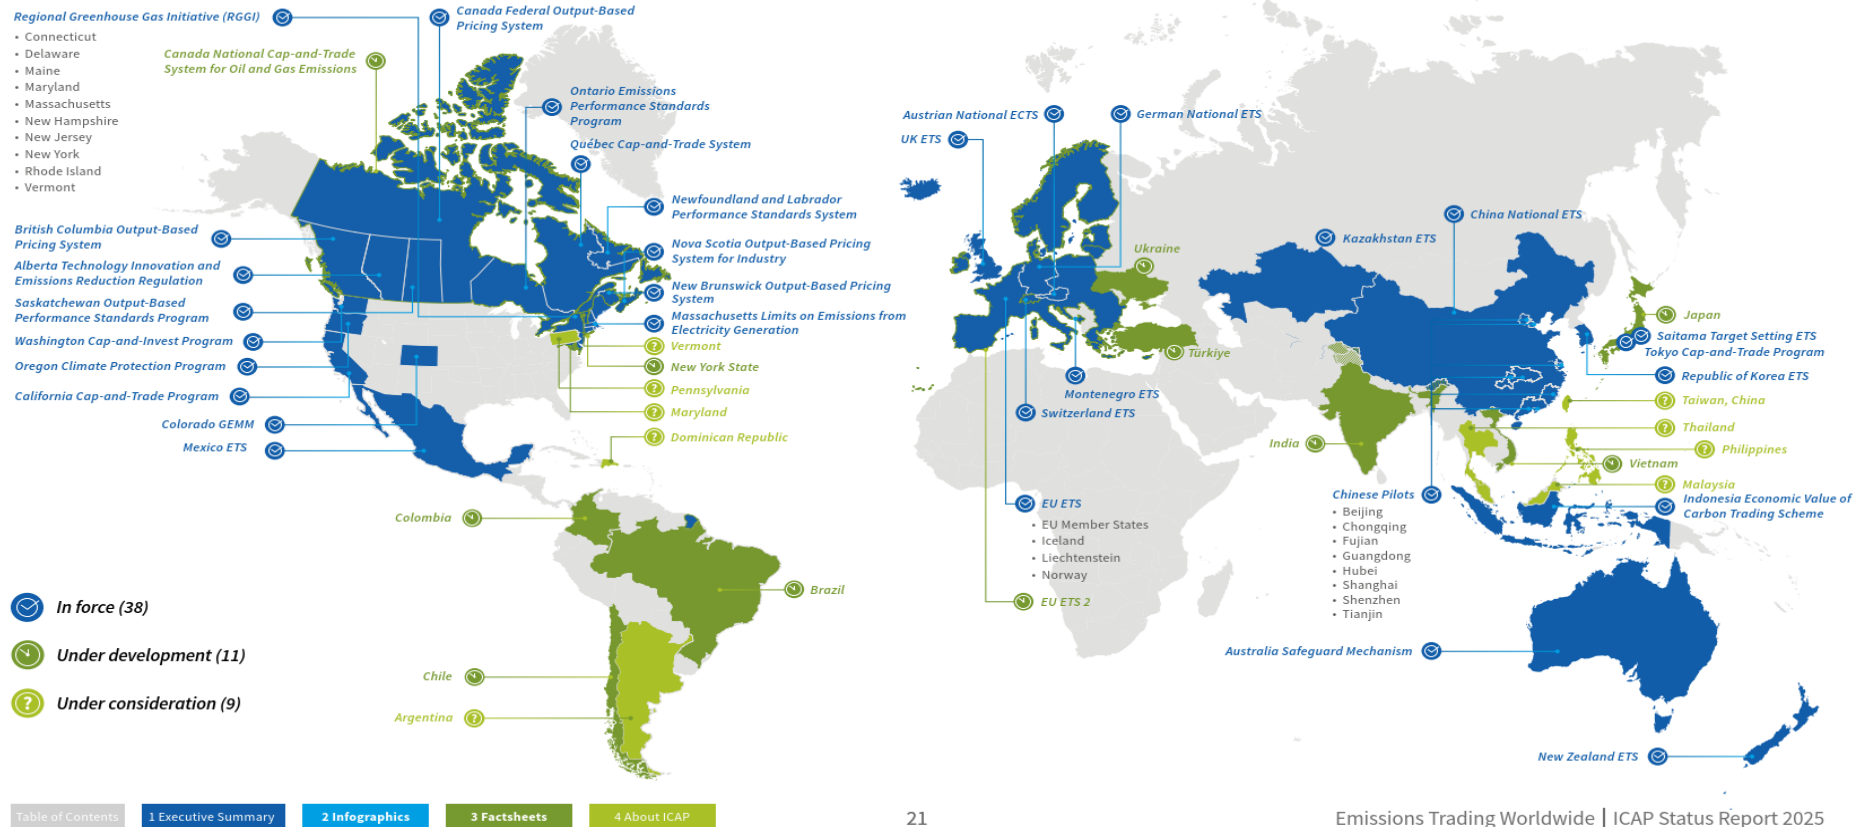 Regional Greenhouse Gas Initiative (RGGI)
• Connecticut
• Delaware
• Maine
• Maryland
• Massachusetts
• New Hampshire
• New Jersey
• New York
• Rhode Island
• Vermont
Canada National Cap-and-Trade
System for Oil and Gas Emissions
Canada Federal Output-Based
Pricing System
Ontario Emissions
Performance Standards
Program
Québec Cap-and-Trade System
Newfoundland and Labrador
Performance Standards System
Nova Scotia Output-Based Pricing
System for Industry
New Brunswick Output-Based Pricing
System
Massachusetts Limits on Emissions from
Electricity Generation
Vermont
New York State
Pennsylvania
Maryland
Dominican Republic
British Columbia Output-Based
Pricing System
Alberta Technology Innovation and
Emissions Reduction Regulation
Saskatchewan Output-Based
Performance Standards Program
Washington Cap-and-Invest Program
Oregon Climate Protection Program
California Cap-and-Trade Program
Colorado GEMM
Mexico ETS
Colombia
Brazil
Chile
Argentina
In force (38)
Under development (11)
Under consideration (9)
Austrian National ECTS
German National ETS
UK ETS
Ukraine
Türkiye
Montenegro ETS
Switzerland ETS
EU ETS
• EU Member States
• Iceland
• Liechtenstein
• Norway
EU ETS 2
China National ETS
Kazakhstan ETS
Japan
Saitama Target Setting ETS
Tokyo Cap-and-Trade Program
Republic of Korea ETS
Taiwan, China
Thailand
Philippines
Vietnam
Malaysia
Indonesia Economic Value of
Carbon Trading Scheme
India
Chinese Pilots
• Beijing
• Chongqing
• Fujian
• Guangdong
• Hubei
• Shanghai
• Shenzhen
• Tianjin
Australia Safeguard Mechanism
New Zealand ETS
Table of Contents
1 Executive Summary
2 Infographics
3 Factsheets
4 About ICAP
21
Emissions Trading Worldwide | ICAP Status Report 2025